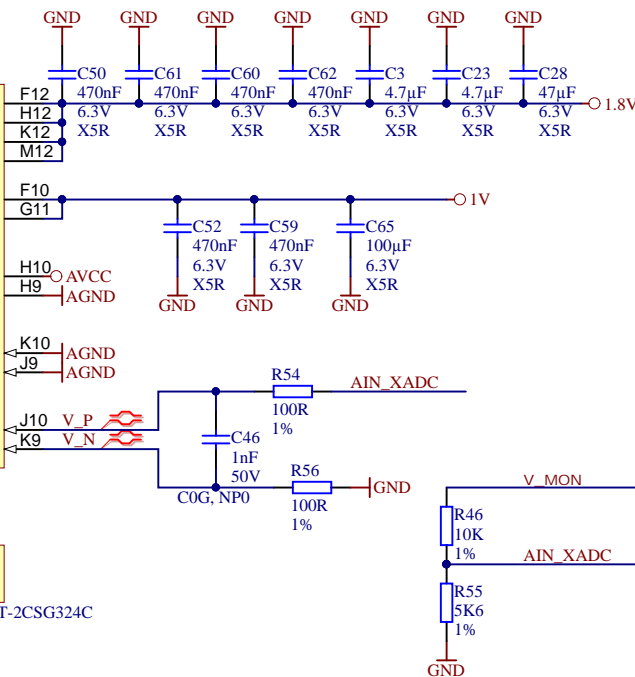 GND GND GND GND GND GND GND
C50 C61 C60 C62 C3 C23 C28
470nF 470nF 470nF 470nF 4.7µF 4.7µF 47µF
F12
1.8V
6.3V 6.3V 6.3V 6.3V 6.3V 6.3V 6.3V
H12
X5R X5R X5R X5R X5R X5R X5R
K12
M12
F10
1V
G11
C52 C59 C65
470nF 470nF 100µF
6.3V 6.3V 6.3V
X5R X5R X5R
GND GND GND
H10 AVCC
H9 AGND
K10 AGND
J9 AGND
R54
100R
1%
AIN_XADC
J10 V_P
K9 V_N
C46
1nF
50V
C0G, NP0
R56
100R
1%
GND
V_MON
R46
10K
1%
AIN_XADC
R55
5K6
1%
GND
T-2CSG324C